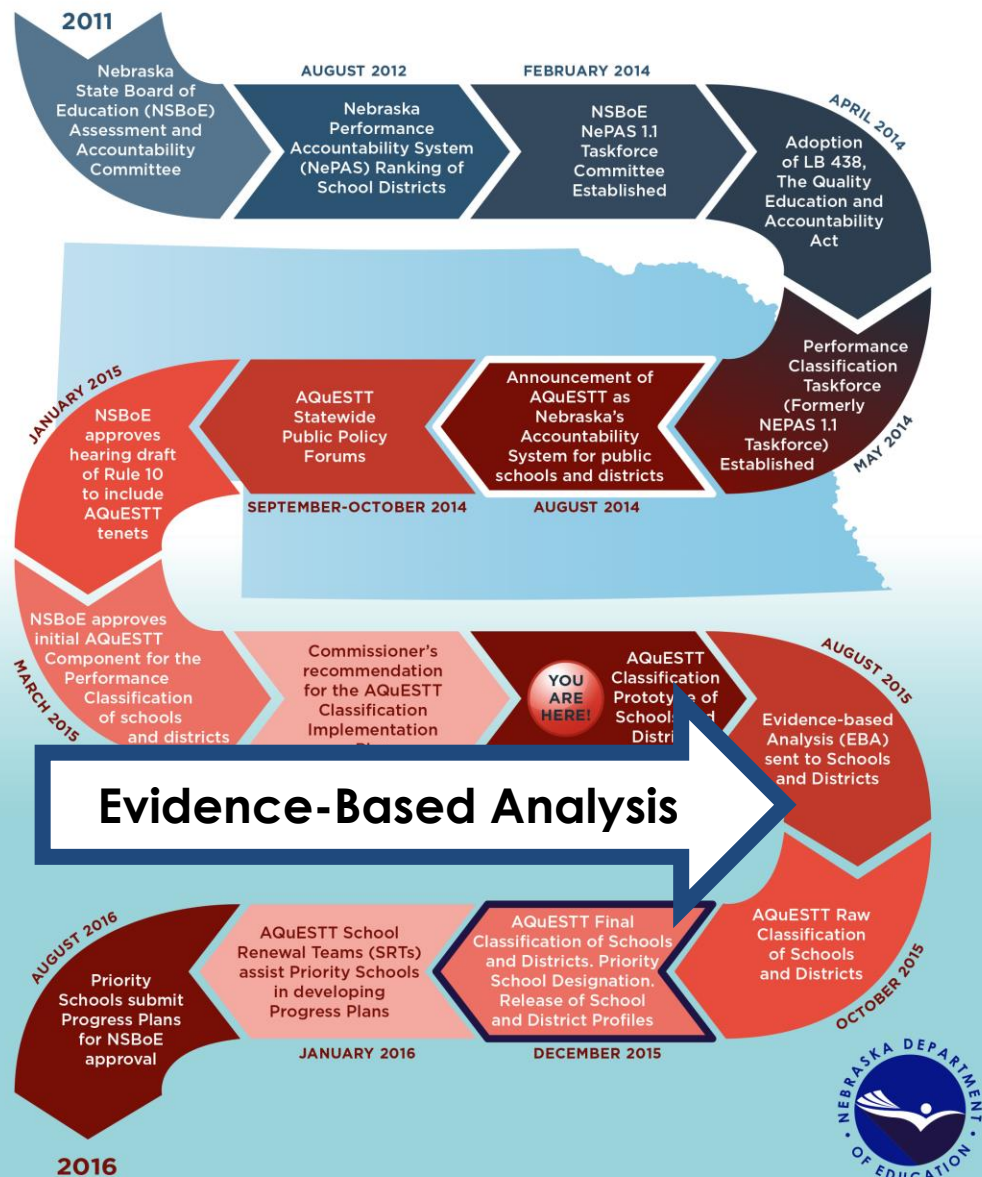 2011
Nebraska
State Board of
Education (NSBoE)
Assessment and
Accountability
Committee
AUGUST 2012
Nebraska
Performance
Accountability System
(NePAS) Ranking of
School Districts
FEBRUARY 2014
NSBoE
NePAS 1.1
Taskforce
Committee
Established
APRIL 2014
Adoption
of LB 438,
The Quality
Education and
Accountability
Act
Performance
Classification
Taskforce
(Formerly
NEPAS 1.1
Taskforce)
Established
MAY 2014
Announcement of
AQuESTT as
Nebraska's
Accountability
System for public
schools and districts
AUGUST 2014
AQuESTT
Statewide
Public Policy
Forums
SEPTEMBER-OCTOBER 2014
JANUARY 2015
NSBoE
approves
hearing draft
of Rule 10
to include
AQuESTT
tenets
NSBoE approves
initial AQuESTT
Component for the
Performance
Classification
of schools
and districts
MARCH 2015
Commissioner's
recommendation
for the AQuESTT
Classification
Implementation
YOU
ARE
HERE!
AQuESTT
Classification
Prototype of
Schools
AUGUST 2015
Evidence-based
Analysis (EBA)
sent to Schools
and Districts
Evidence-Based Analysis
AQuESTT Raw
Classification
of Schools
and Districts
OCTOBER 2015
AQuESTT Final
Classification of Schools
and Districts. Priority
School Designation.
Release of School
and District Profiles
DECEMBER 2015
AQuESTT School
Renewal Teams (SRTs)
assist Priority Schools
in developing
Progress Plans
JANUARY 2016
AUGUST 2016
Priority
Schools submit
Progress Plans
for NSBoE
approval
2016
NEBRASKA DEPARTMENT
OF EDUCATION